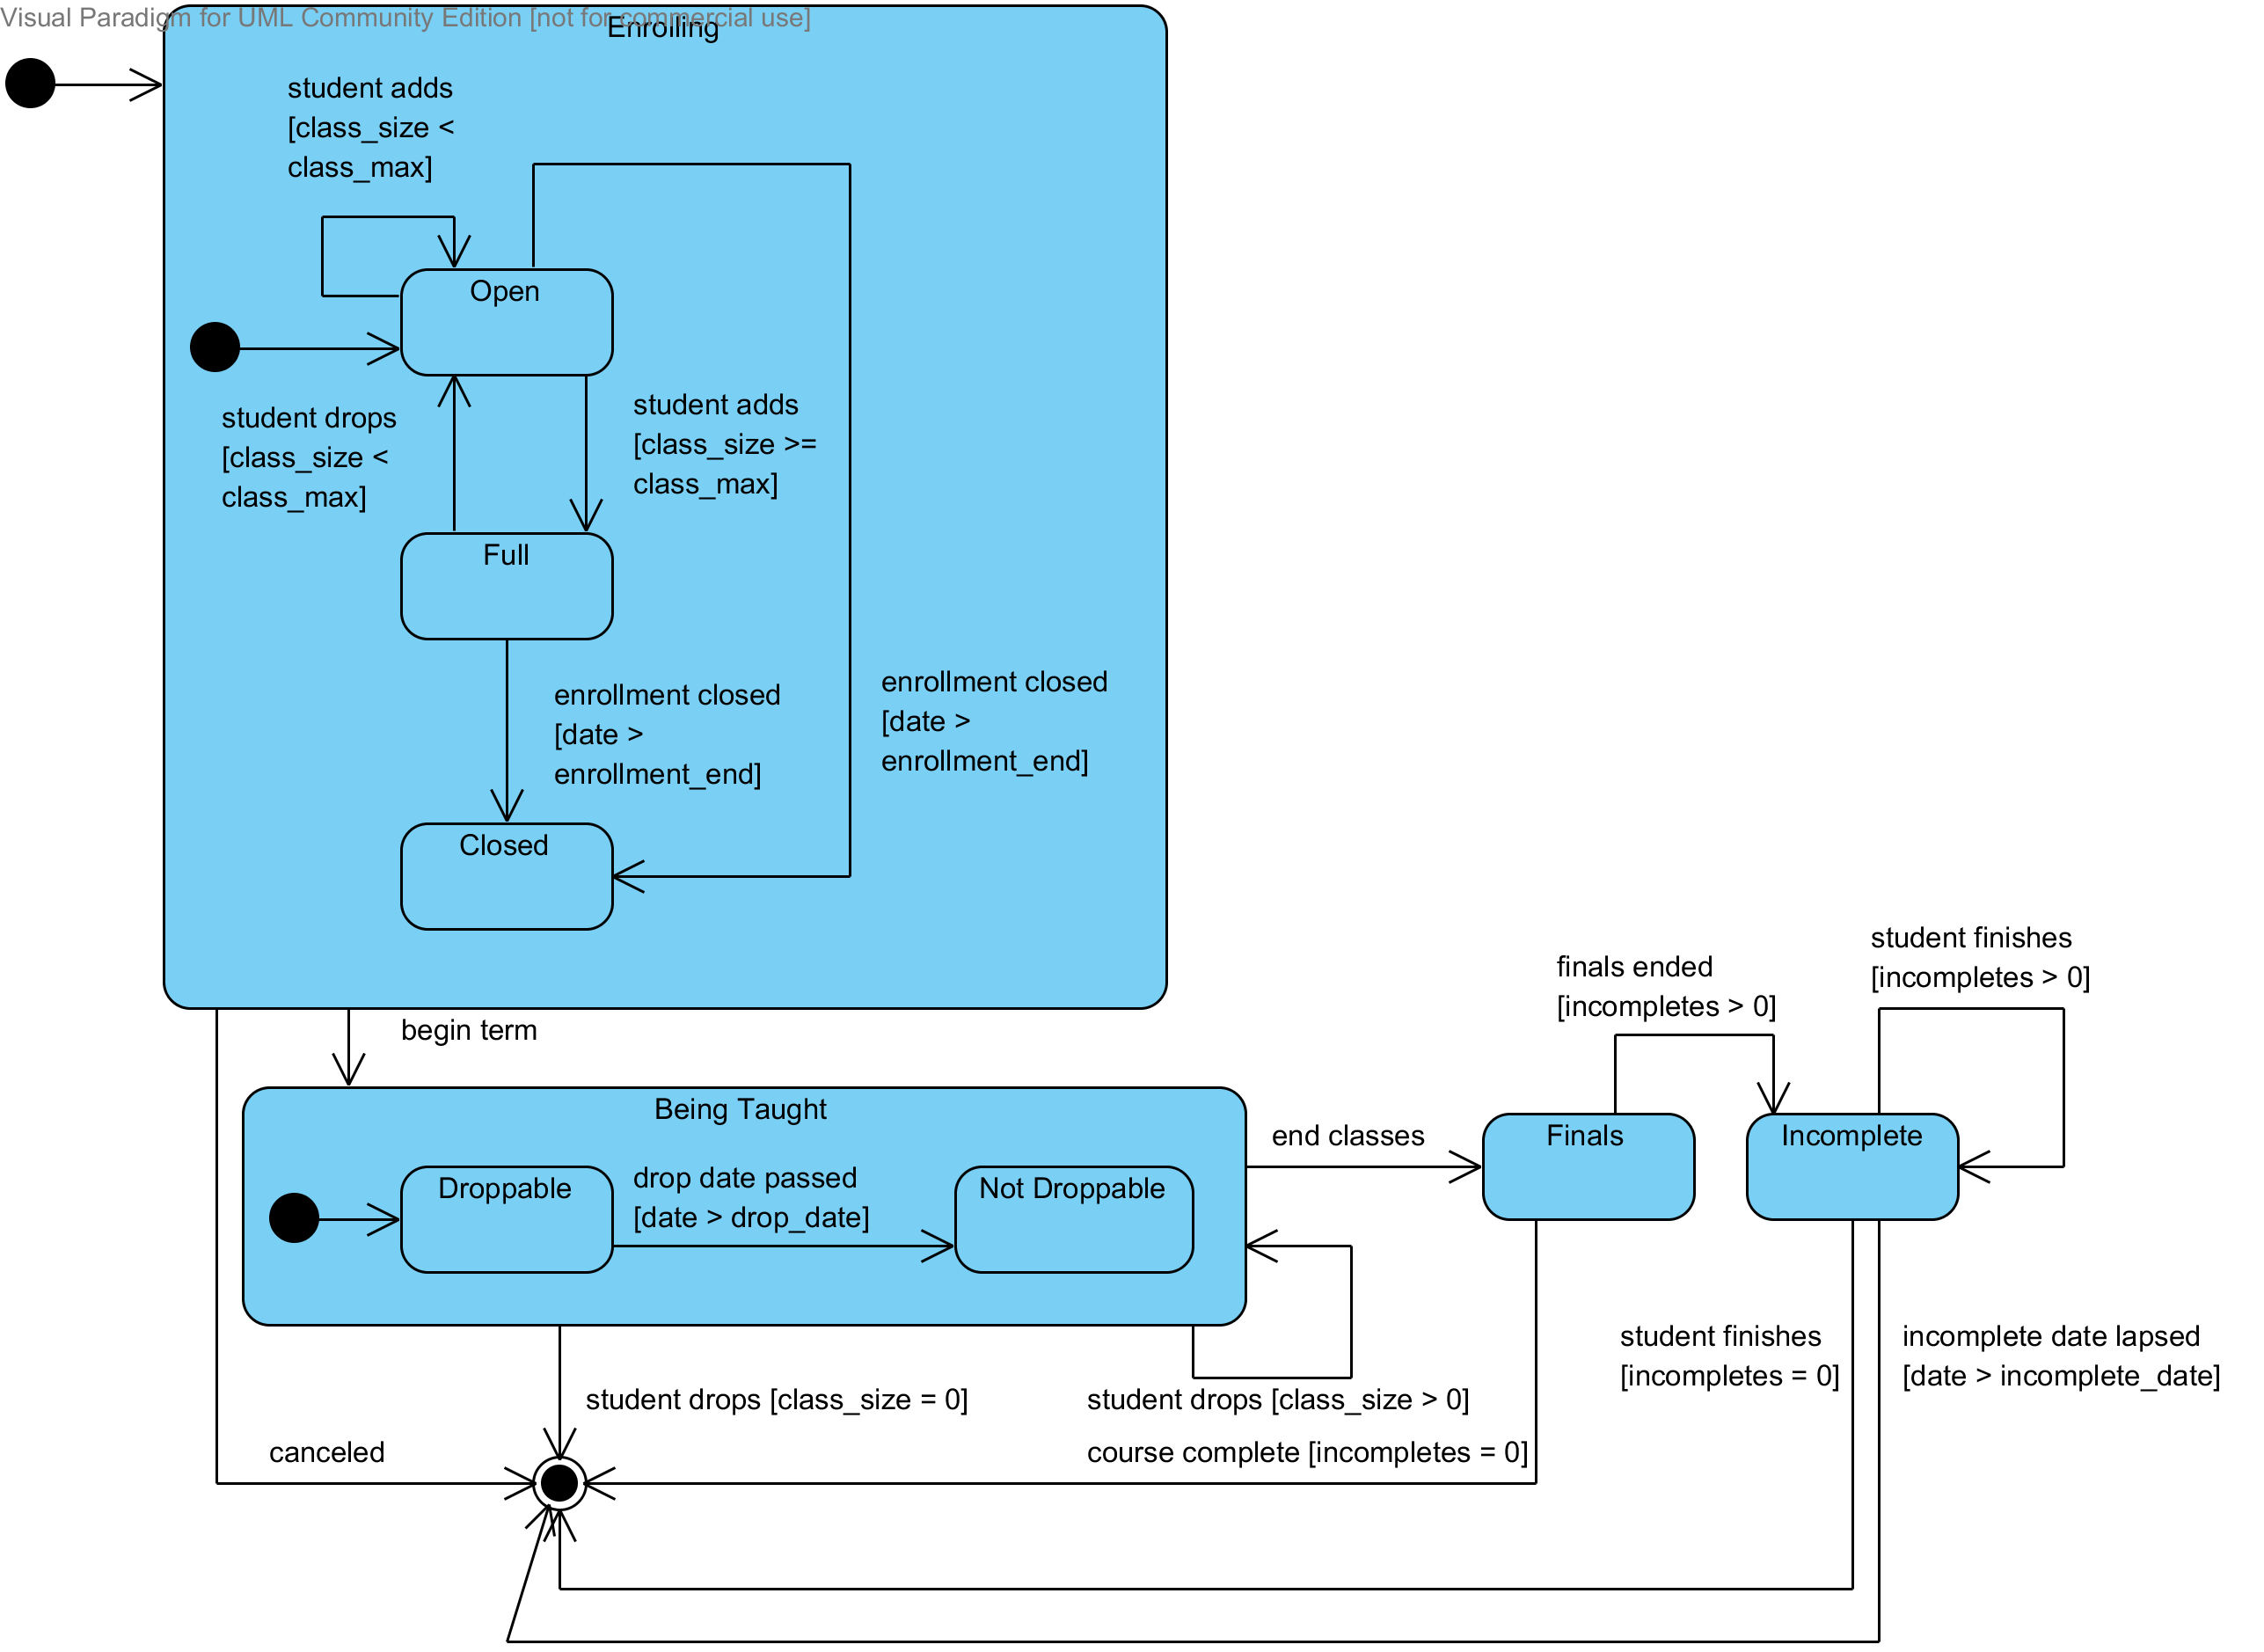 Visual Paradigm for UML Community Edition [not for commercial use]
Enrolling
student adds
[class_size <
class_max]
Open
student drops
[class_size <
class_max]
student adds
[class_size >=
class_max]
Full
enrollment closed
[date >
enrollment_end]
enrollment closed
[date >
enrollment_end]
Closed
begin term
Being Taught
Droppable
drop date passed
[date > drop_date]
Not Droppable
end classes
finals ended
[incompletes > 0]
student finishes
[incompletes > 0]
Finals
Incomplete
student drops [class_size = 0]
student drops [class_size > 0]
student finishes
[incompletes = 0]
incomplete date lapsed
[date > incomplete_date]
canceled
course complete [incompletes = 0]